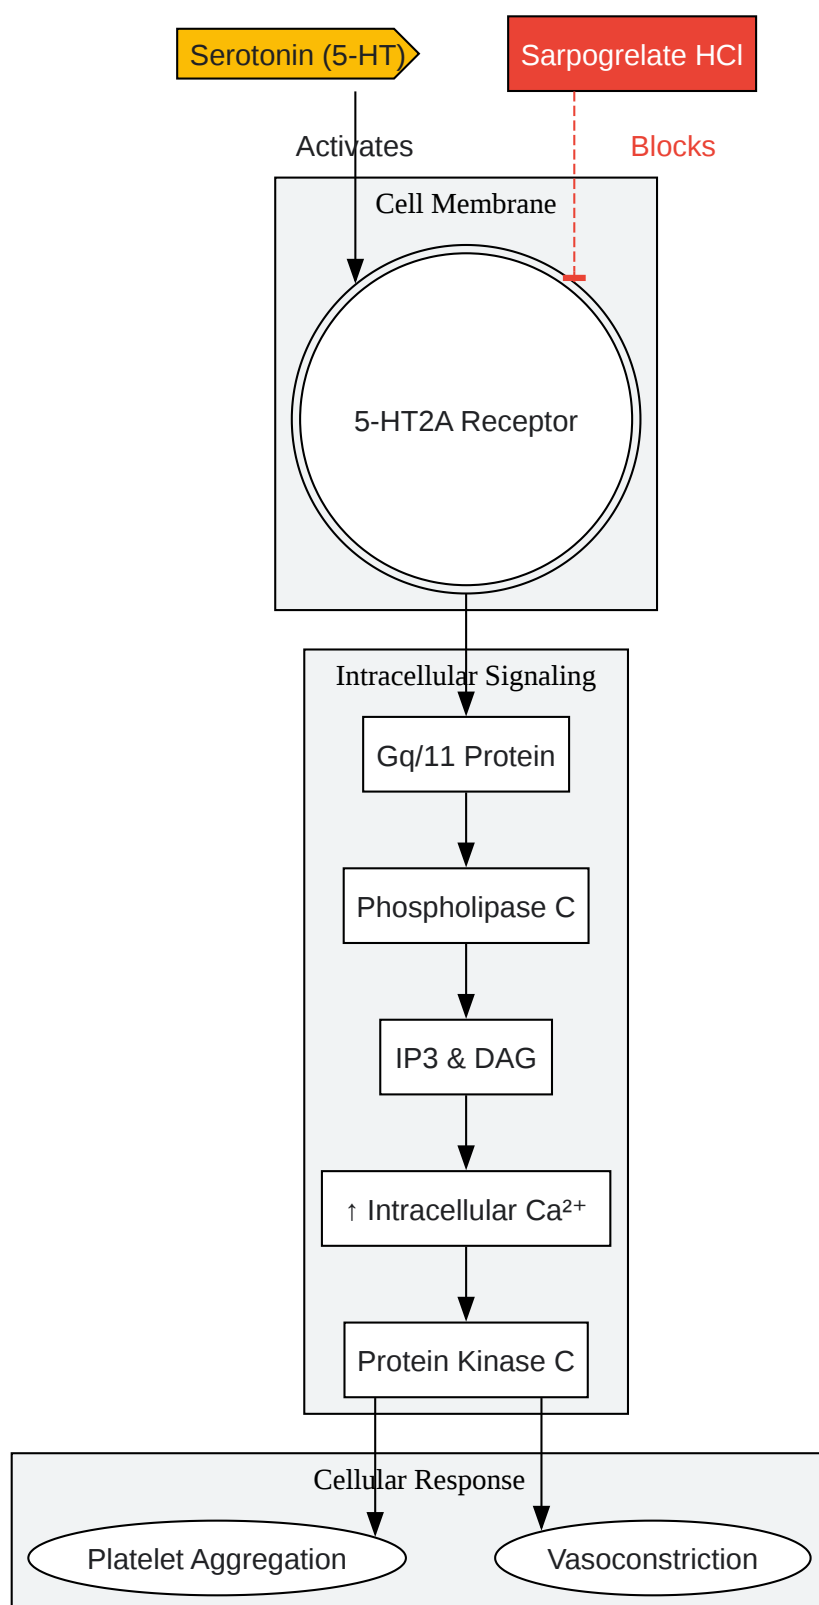 Serotonin (5-HT)
Sarpogrelate HCl
Activates
Blocks
Cell Membrane
5-HT2A Receptor
Intracellular Signaling
Gq/11 Protein
Phospholipase C
IP3 & DAG
↑ Intracellular Ca²⁺
Protein Kinase C
Cellular Response
Platelet Aggregation
Vasoconstriction